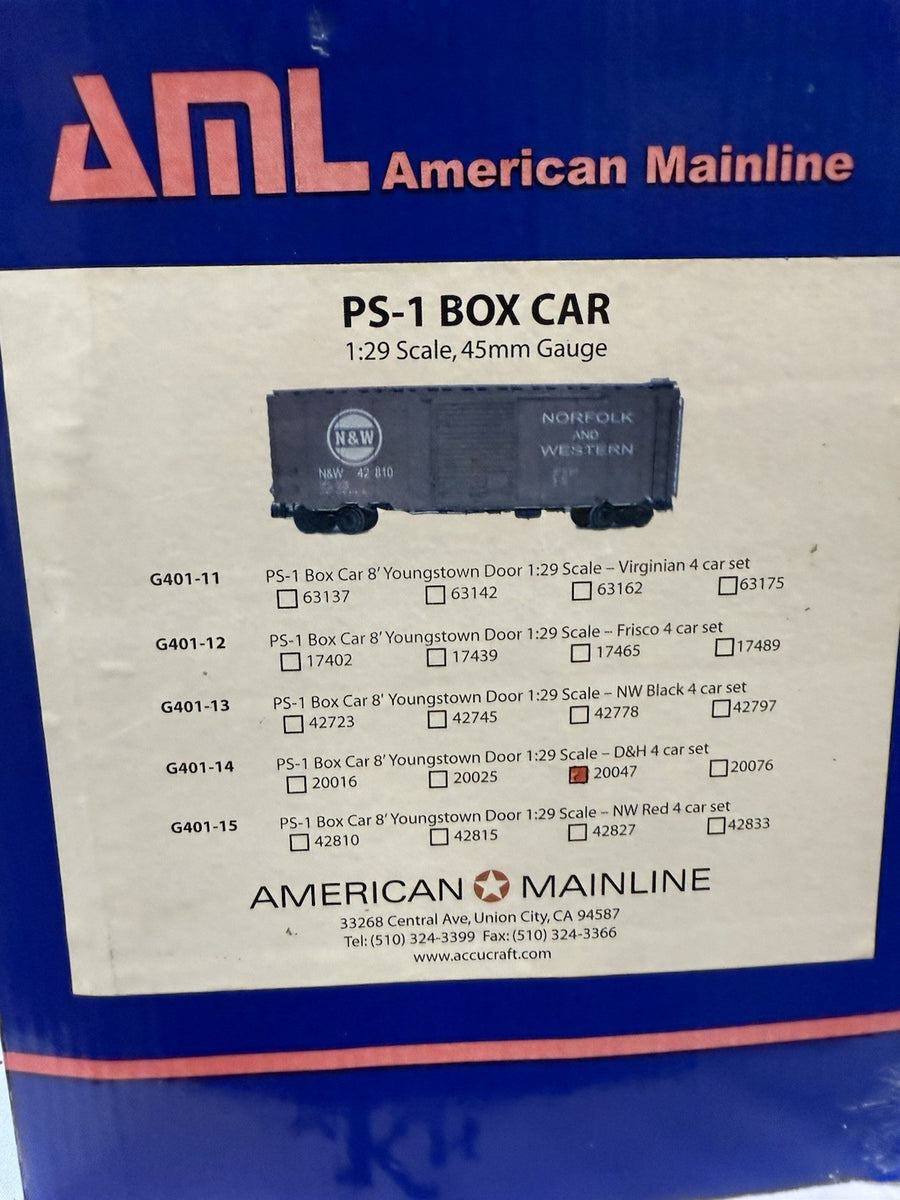 AML American Mainline
PS-1 BOX CAR
1:29 Scale, 45mm Gauge
N&W
N&W 42 810
NORFOLK
AND
WESTERN
G401-11 PS-1 Box Car 8' Youngstown Door 1:29 Scale – Virginian 4 car set
63137 63142 63162 63175
G401-12 PS-1 Box Car 8' Youngstown Door 1:29 Scale – Frisco 4 car set
17402 17439 17465 17489
G401-13 PS-1 Box Car 8' Youngstown Door 1:29 Scale – NW Black 4 car set
42723 42745 42778 42797
G401-14 PS-1 Box Car 8' Youngstown Door 1:29 Scale – D&H 4 car set
20016 20025 20047 20076
G401-15 PS-1 Box Car 8' Youngstown Door 1:29 Scale – NW Red 4 car set
42810 42815 42827 42833
AMERICAN MAINLINE
33268 Central Ave, Union City, CA 94587
Tel: (510) 324-3399 Fax: (510) 324-3366
www.accucraft.com